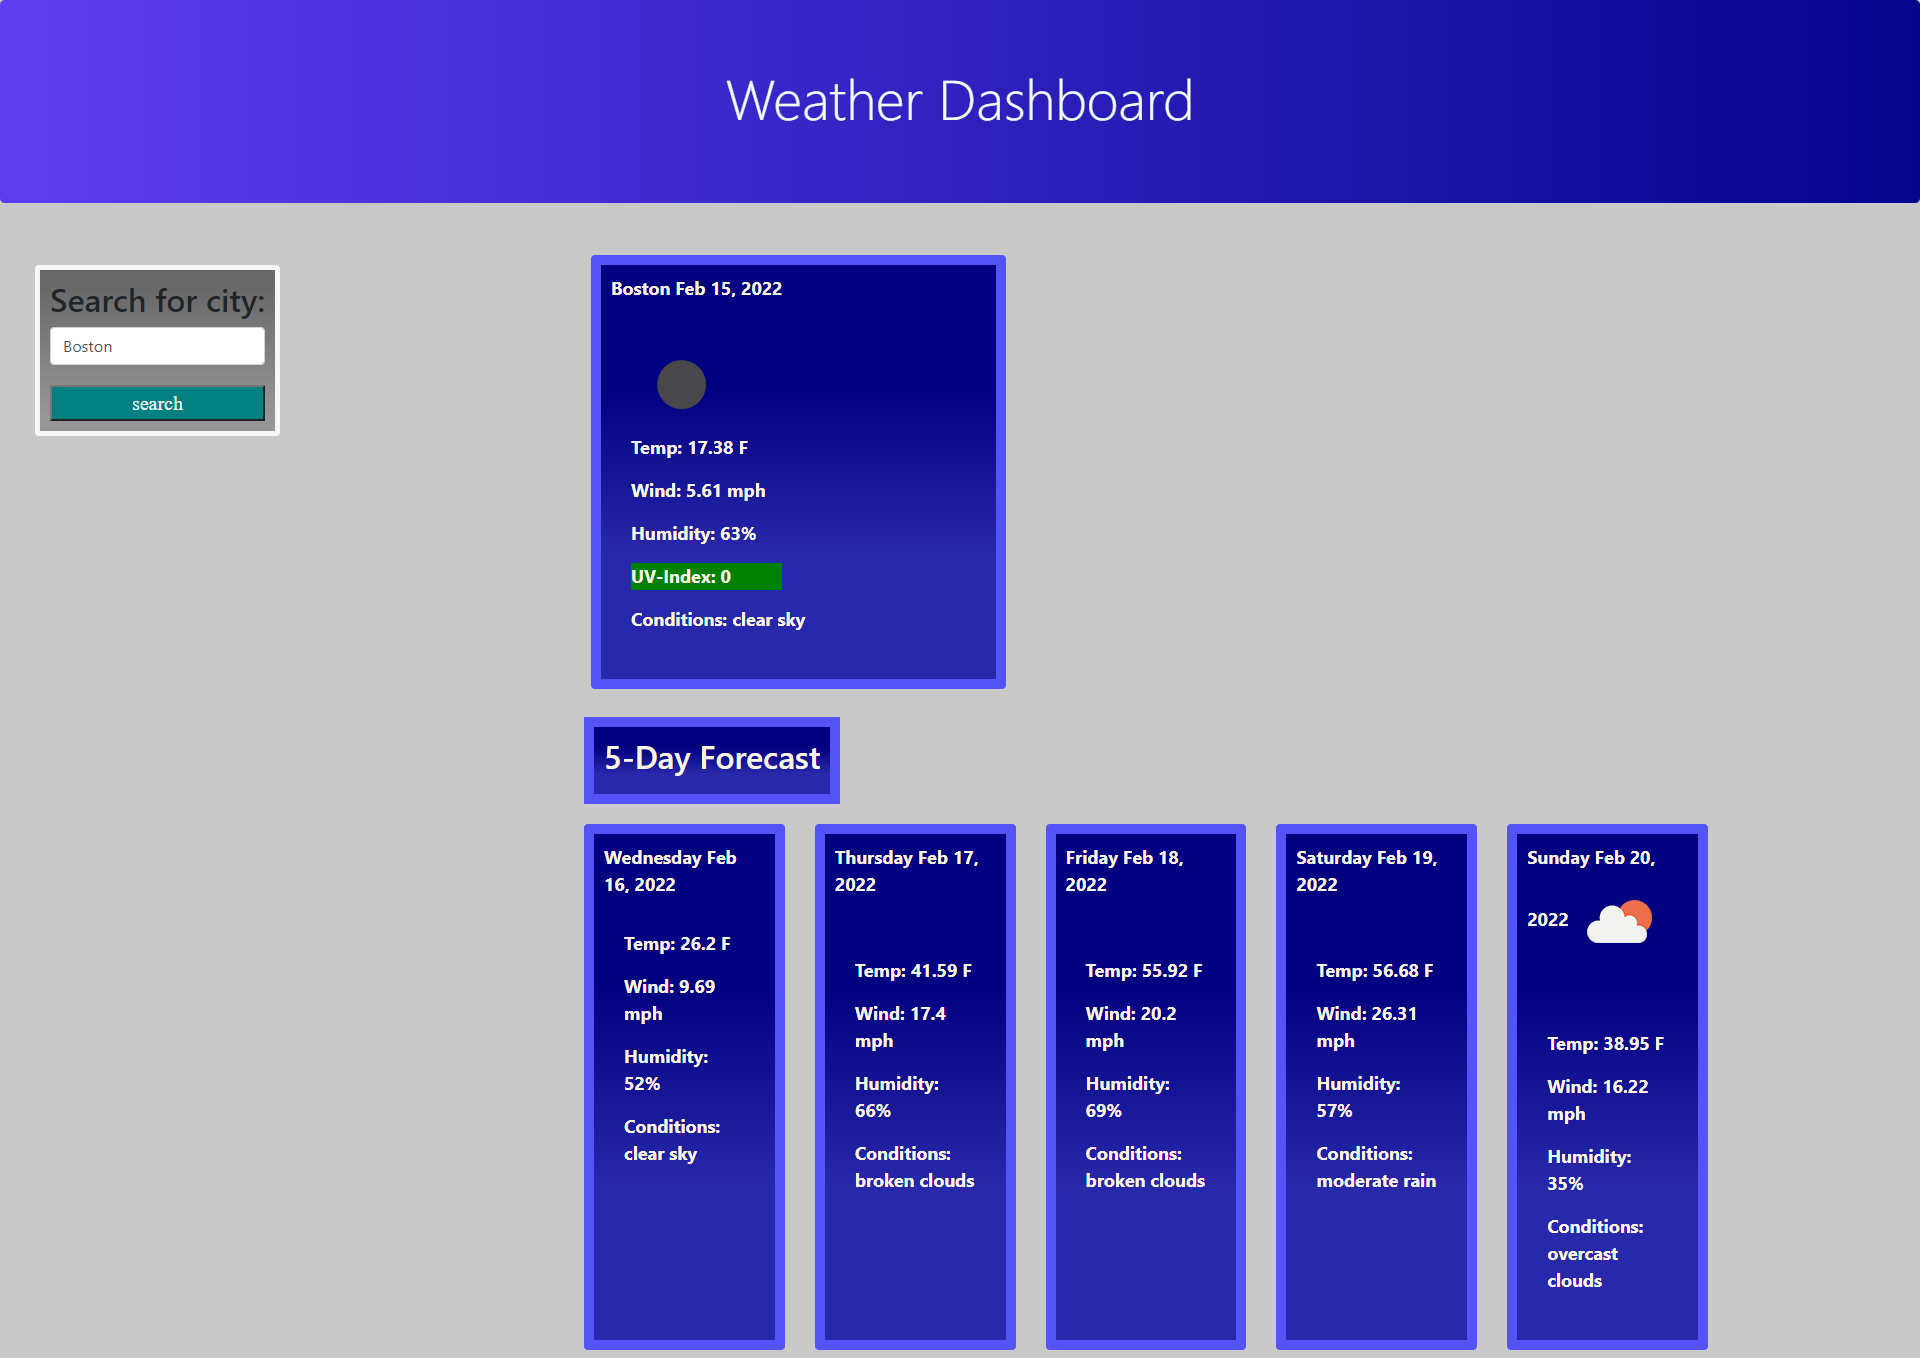 Weather Dashboard
Search for city:
Boston
search
Boston Feb 15, 2022
Temp: 17.38 F
Wind: 5.61 mph
Humidity: 63%
UV-Index: 0
Conditions: clear sky
5-Day Forecast
Wednesday Feb
16, 2022
Temp: 26.2 F
Wind: 9.69
mph
Humidity:
52%
Conditions:
clear sky
Thursday Feb 17,
2022
Temp: 41.59 F
Wind: 17.4
mph
Humidity:
66%
Conditions:
broken clouds
Friday Feb 18,
2022
Temp: 55.92 F
Wind: 20.2
mph
Humidity:
69%
Conditions:
broken clouds
Saturday Feb 19,
2022
Temp: 56.68 F
Wind: 26.31
mph
Humidity:
57%
Conditions:
moderate rain
Sunday Feb 20,
2022
Temp: 38.95 F
Wind: 16.22
mph
Humidity:
35%
Conditions:
overcast
clouds